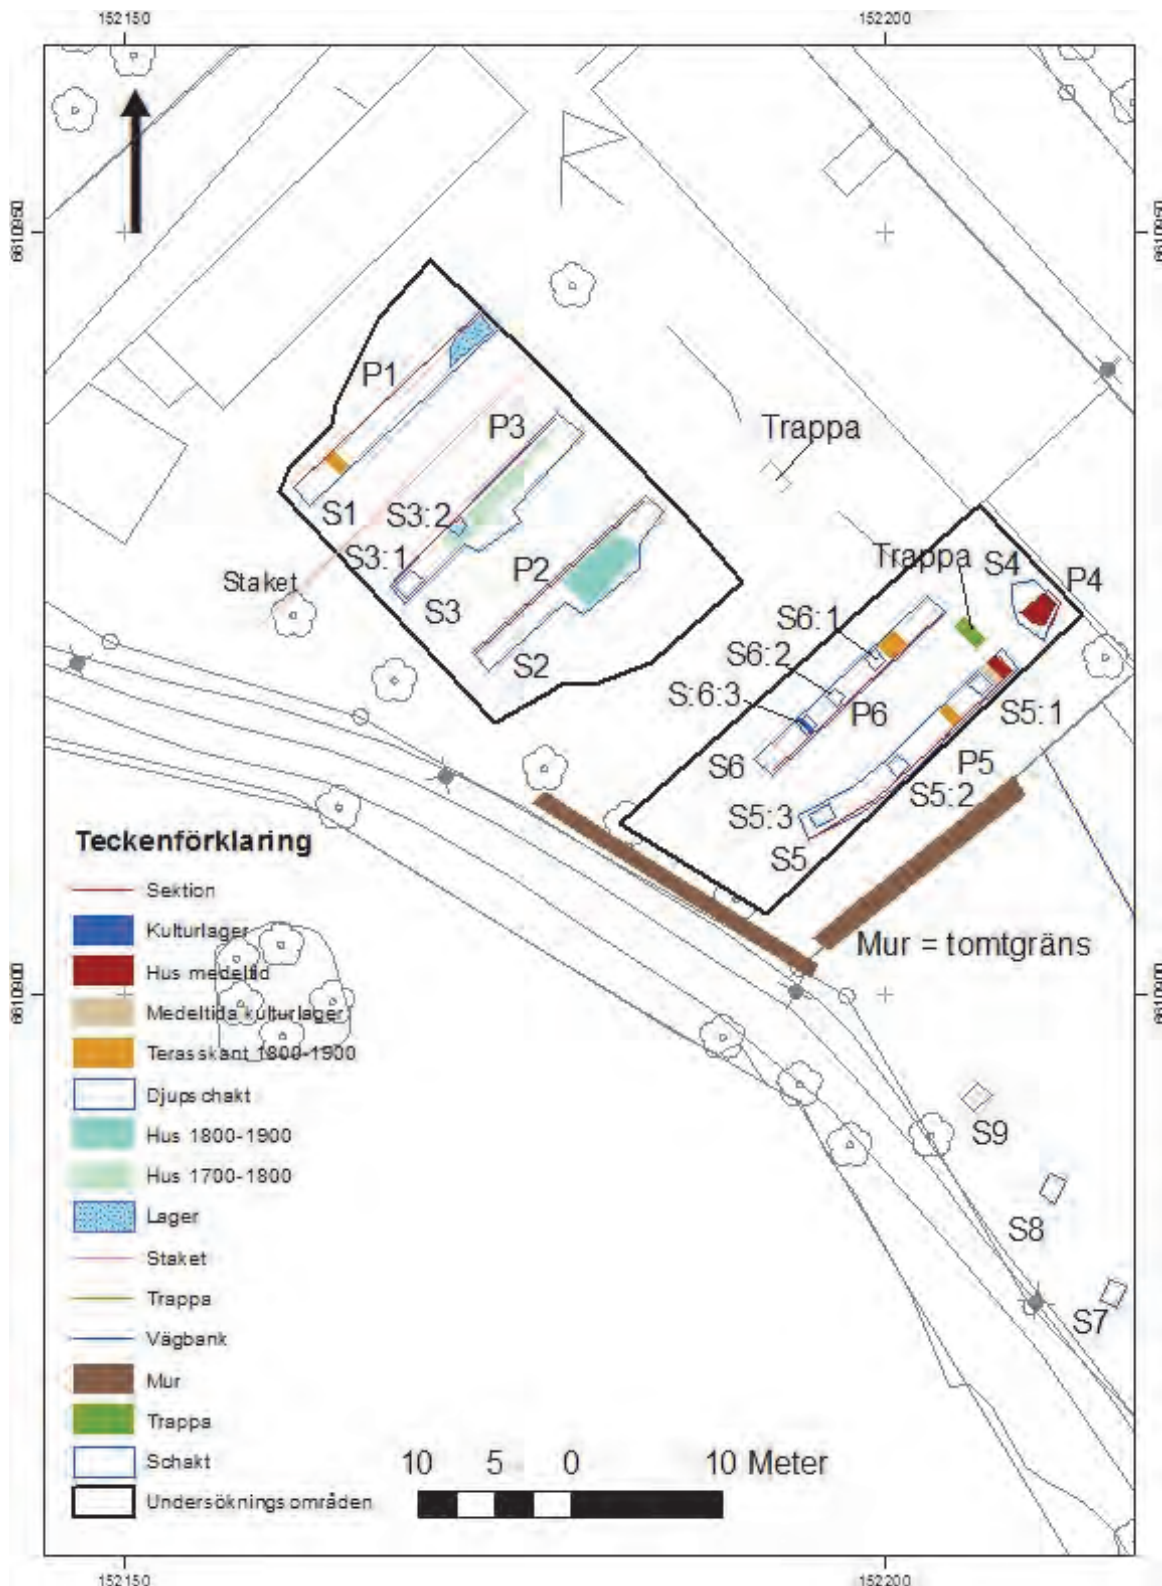 152150
152200
6610950
6610950
P1
P3
Trappa
S1
S3:2
S3:1
Staket
P2
S3
S2
Trappa
S4
P4
S6:1
S6:2
S:6:3
P6
S5:1
S6
P5
S5:2
S5:3
S5
Mur = tomtgräns
6610900
6610900
S9
S8
S7
Teckenförklaring
Sektion
Kulturlager
Hus medeltid
Medeltida kulturlager
Terasskant 1800-1900
Djupschakt
Hus 1800-1900
Hus 1700-1800
Lager
Staket
Trappa
Vägbank
Mur
Trappa
Schakt
Undersöknings områden
10 5 0 10 Meter
152150
152200